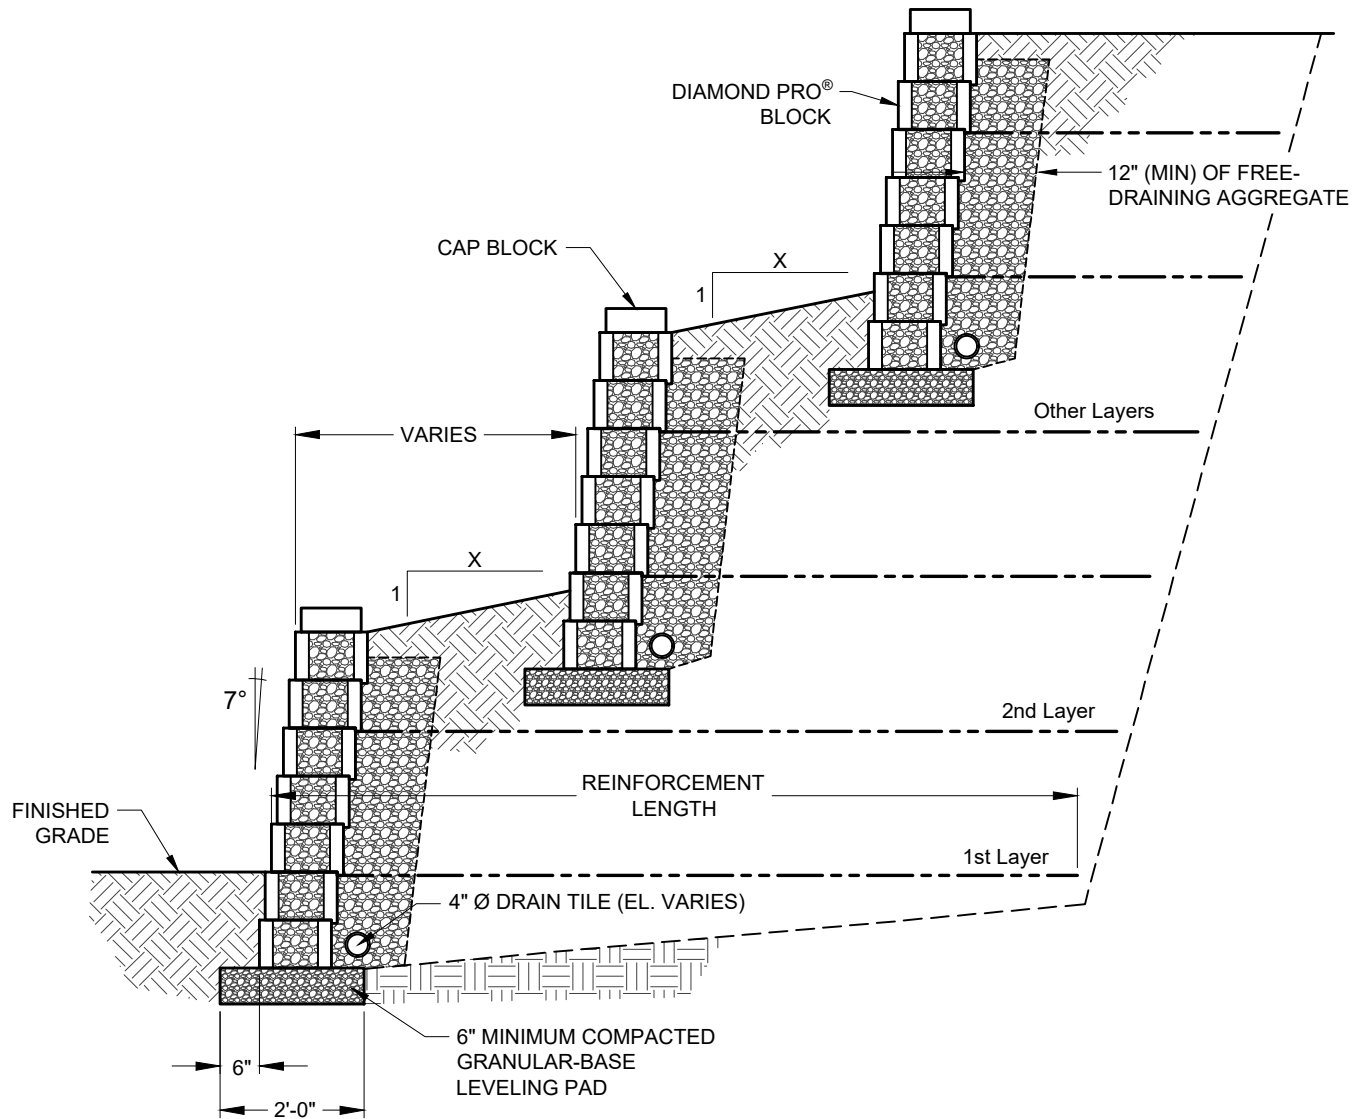 DIAMOND PRO®
BLOCK
12" (MIN) OF FREE-
DRAINING AGGREGATE
CAP BLOCK
X
1
Other Layers
VARIES
X
1
7°
2nd Layer
REINFORCEMENT
LENGTH
FINISHED
GRADE
1st Layer
4" Ø DRAIN TILE (EL. VARIES)
6" MINIMUM COMPACTED
GRANULAR-BASE
LEVELING PAD
6"
2'-0"